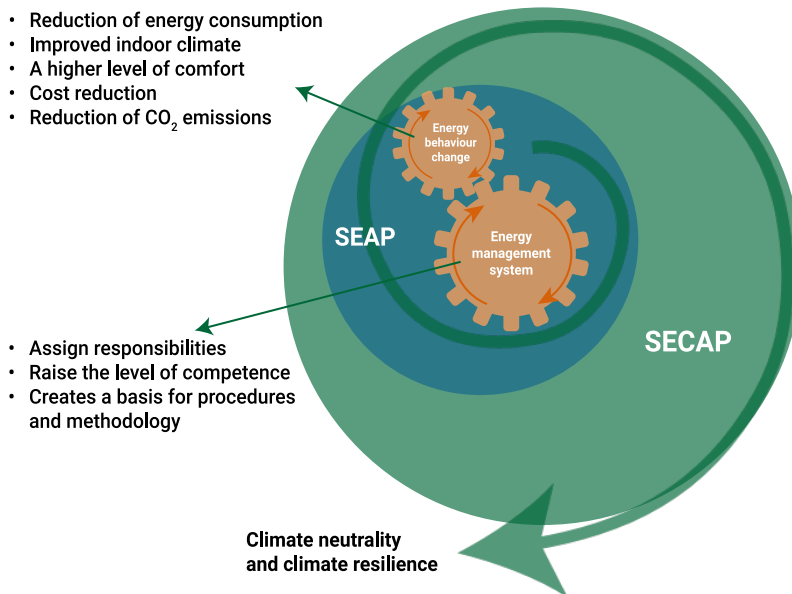 • Reduction of energy consumption
• Improved indoor climate
• A higher level of comfort
• Cost reduction
• Reduction of CO₂ emissions
Energy
behaviour
change
SEAP
Energy
management
system
SECAP
• Assign responsibilities
• Raise the level of competence
• Creates a basis for procedures
and methodology
Climate neutrality
and climate resilience